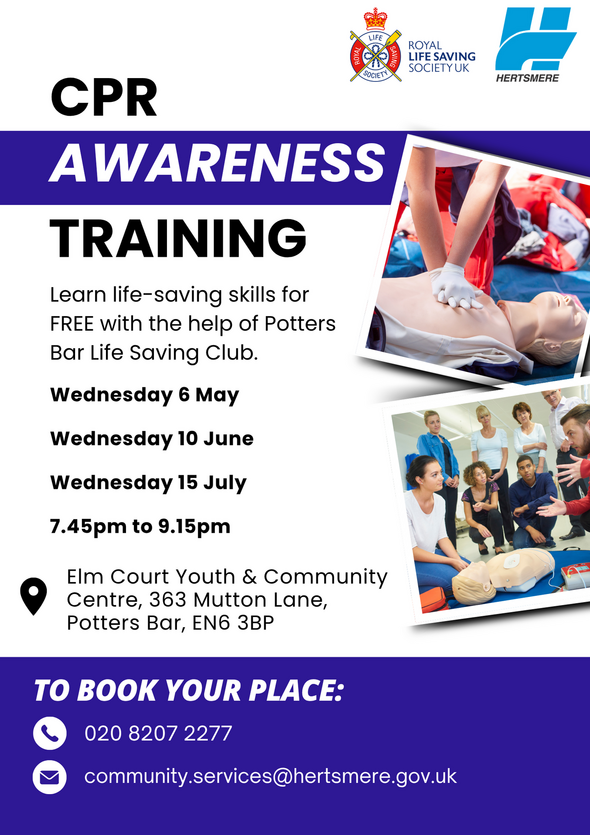 ROYAL
LIFE SAVING
SOCIETY UK
ROYAL LIFE SAVING SOCIETY
HERTSMERE
CPR
AWARENESS
TRAINING
Learn life-saving skills for
FREE with the help of Potters
Bar Life Saving Club.
Wednesday 6 May
Wednesday 10 June
Wednesday 15 July
7.45pm to 9.15pm
Elm Court Youth & Community
Centre, 363 Mutton Lane,
Potters Bar, EN6 3BP
TO BOOK YOUR PLACE:
020 8207 2277
community.services@hertsmere.gov.uk